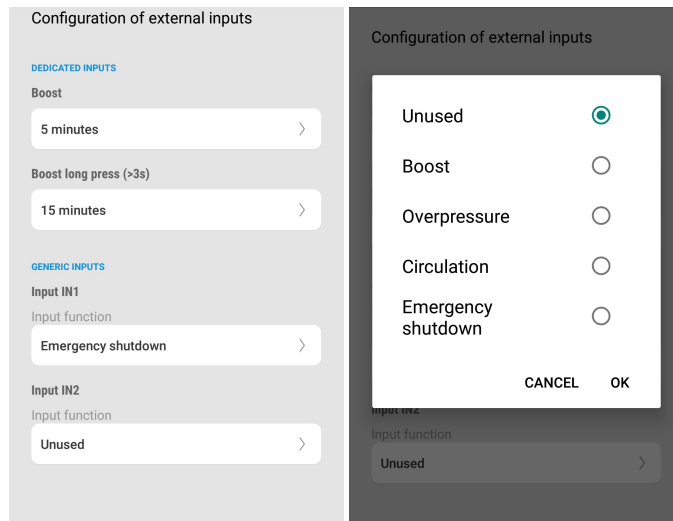 Configuration of external inputs
DEDICATED INPUTS
Boost
5 minutes
Boost long press (>3s)
15 minutes
GENERIC INPUTS
Input IN1
Input function
Emergency shutdown
Input IN2
Input function
Unused
Configuration of external inputs
Unused
Boost
Overpressure
Circulation
Emergency
shutdown
CANCEL OK
Input IN2
Input function
Unused